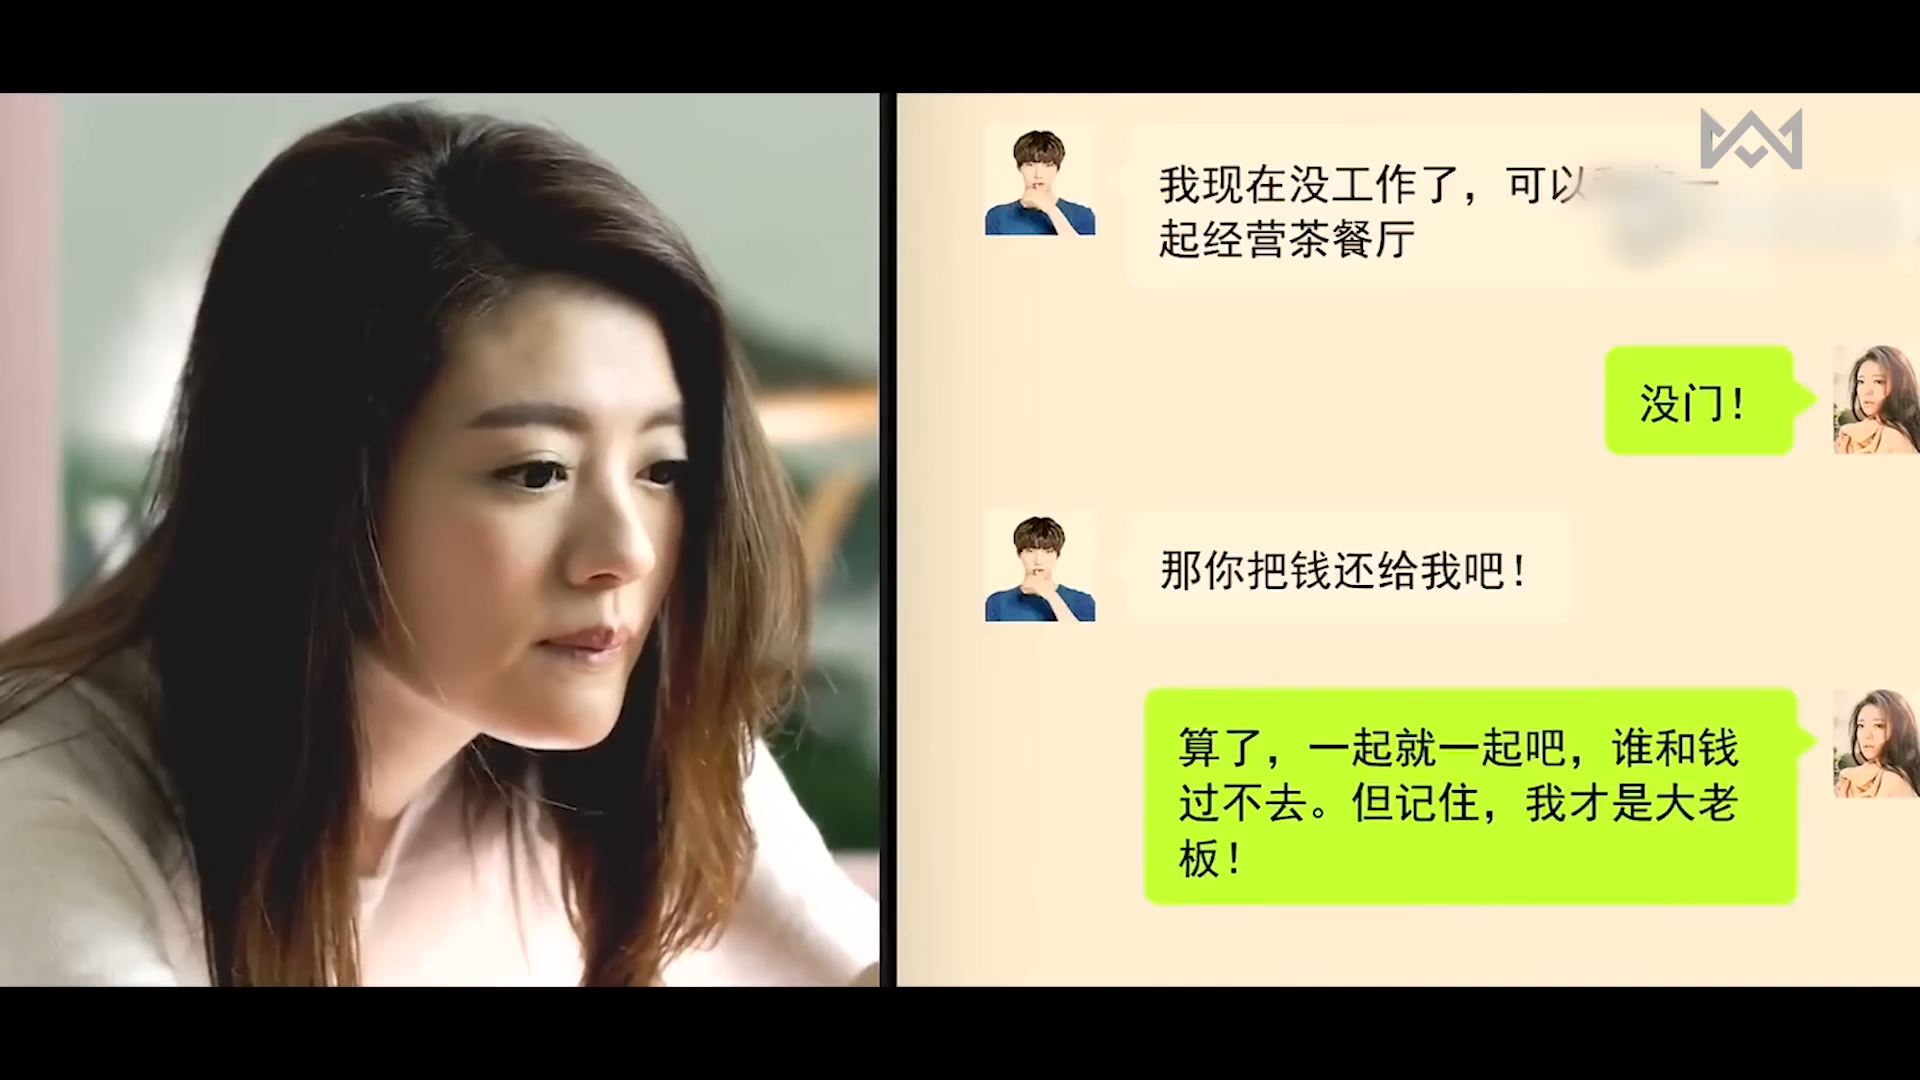 我现在没工作了，可以
起经营茶餐厅
没门！
那你把钱还给我吧！
算了，一起就一起吧，谁和钱
过不去。但记住，我才是大老
板！